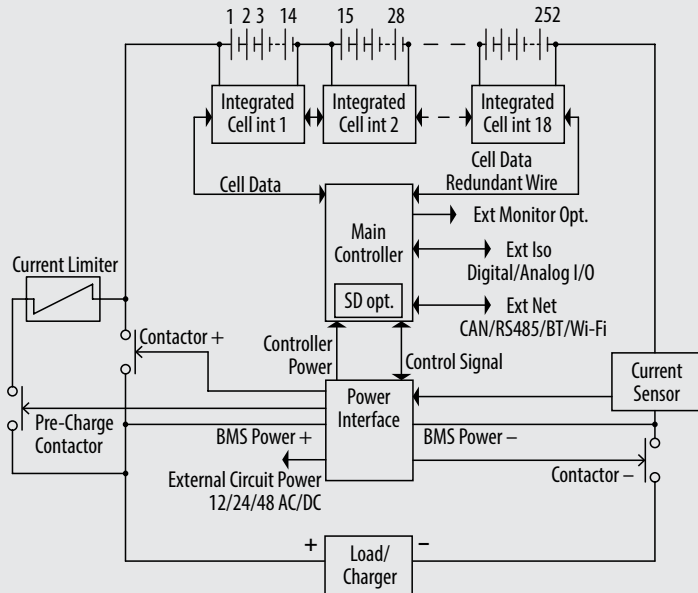 1 2 3 14 15 28 252
Integrated
Cell int 1
Integrated
Cell int 2
Integrated
Cell int 18
Cell Data
Cell Data
Redundant Wire
Main
Controller
SD opt.
Ext Monitor Opt.
Ext Iso
Digital/Analog I/O
Ext Net
CAN/RS485/BT/Wi-Fi
Current Limiter
Contactor +
Controller
Power
Control Signal
Current
Sensor
Pre-Charge
Contactor
Power
Interface
BMS Power +
BMS Power –
External Circuit Power
12/24/48 AC/DC
Contactor –
+
Load/
Charger
–